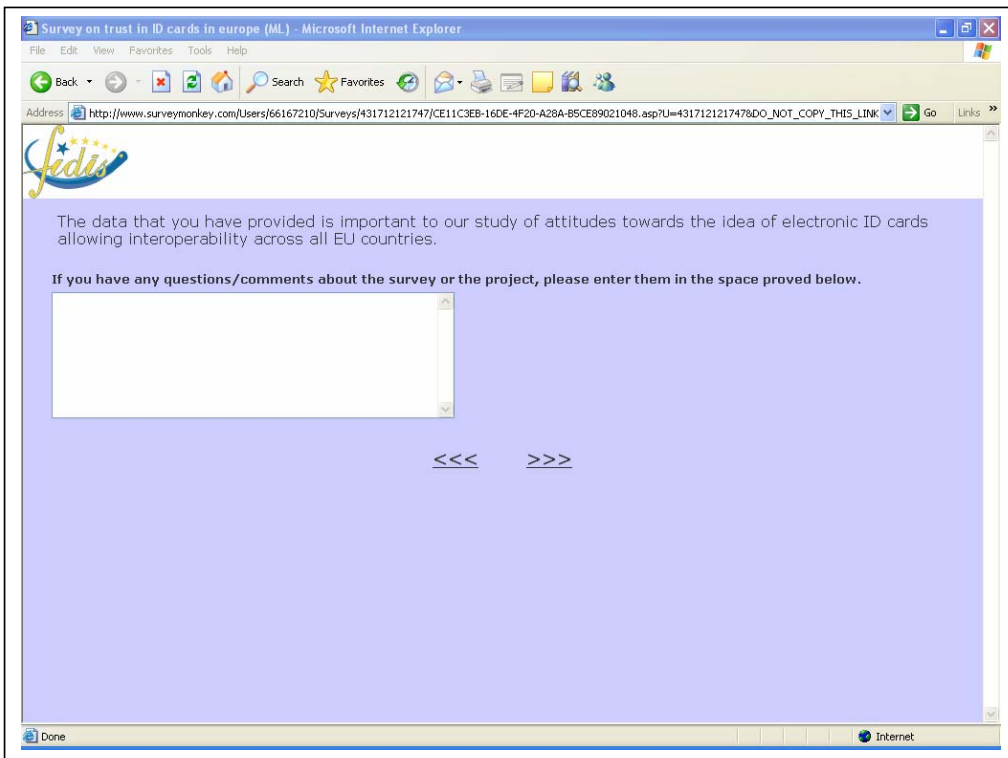 Survey on trust in ID cards in europe (ML) - Microsoft Internet Explorer
File Edit View Favorites Tools Help
Back Search Favorites
Address http://www.surveymonkey.com/Users/66167210/Surveys/431712121747/CE11C3EB-16DE-4F20-A28A-B5CE89021048.asp?U=431712121747&DO_NOT_COPY_THIS_LINK Go Links »
fidis
The data that you have provided is important to our study of attitudes towards the idea of electronic ID cards
allowing interoperability across all EU countries.
If you have any questions/comments about the survey or the project, please enter them in the space proved below.
<<< >>>
Done Internet